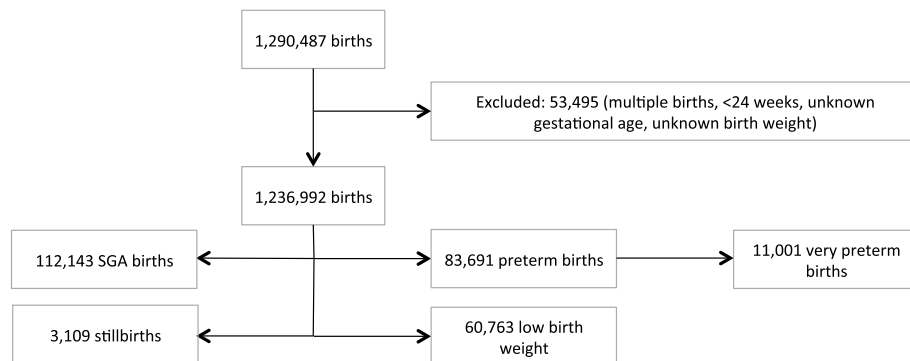 1,290,487 births
Excluded: 53,495 (multiple births, <24 weeks, unknown
gestational age, unknown birth weight)
1,236,992 births
112,143 SGA births
83,691 preterm births
11,001 very preterm
births
3,109 stillbirths
60,763 low birth
weight